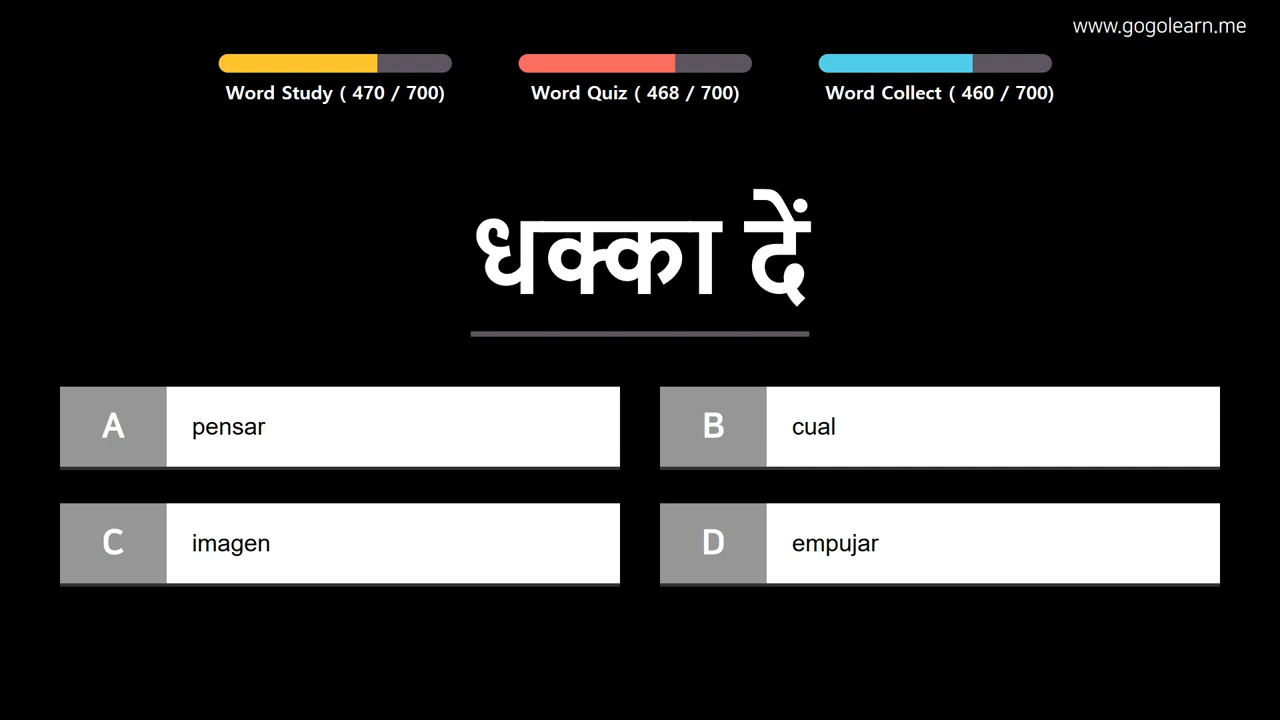 www.gogolearn.me
Word Study ( 470 / 700)
Word Quiz ( 468 / 700)
Word Collect ( 460 / 700)
धक्का दें
A pensar
B cual
C imagen
D empujar